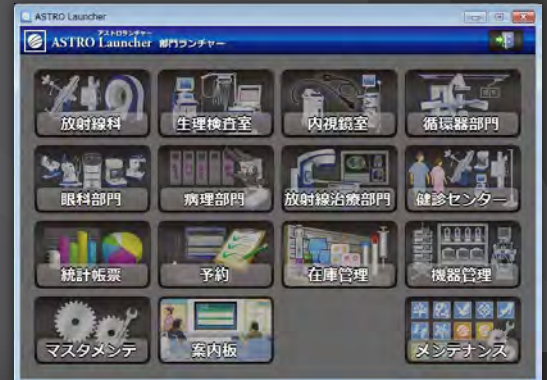 ASTRO Launcher
アストロランチャー
ASTRO Launcher 部門ランチャー
放射線科
生理検査室
内視鏡室
循環器部門
眼科部門
病理部門
放射線治療部門
健診センター
統計帳票
予約
在庫管理
機器管理
マスタメンテ
案内板
メンテナンス